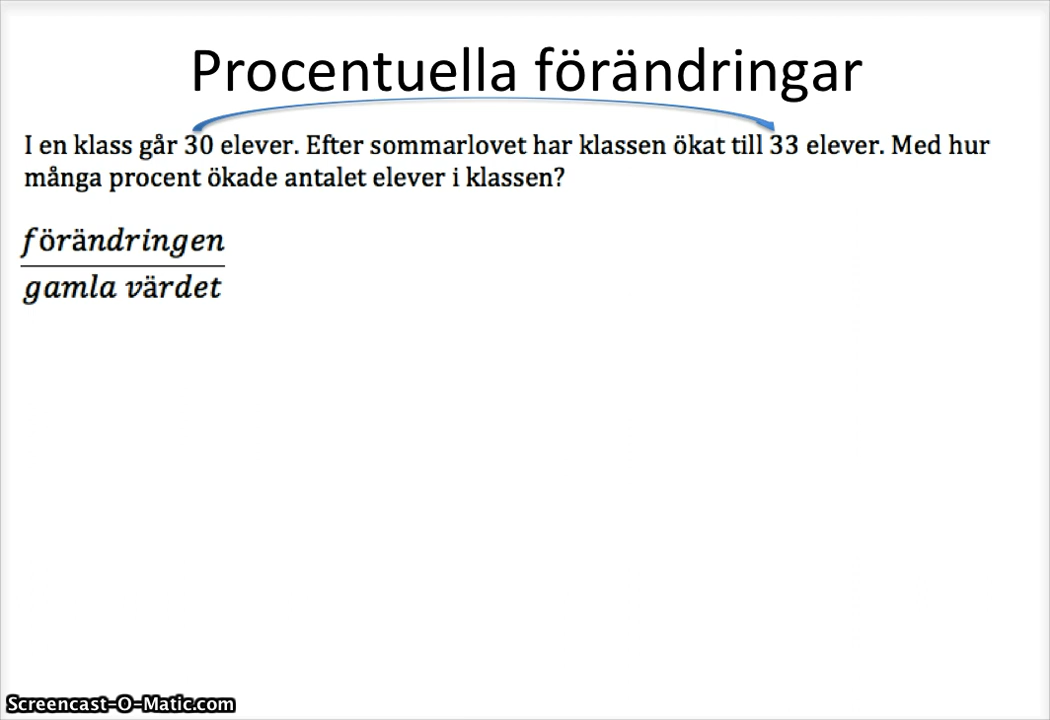 Procentuella förändringar
I en klass går 30 elever. Efter sommarlovet har klassen ökat till 33 elever. Med hur
många procent ökade antalet elever i klassen?
förändringen
gamla värdet
Screencast-O-Matic.com